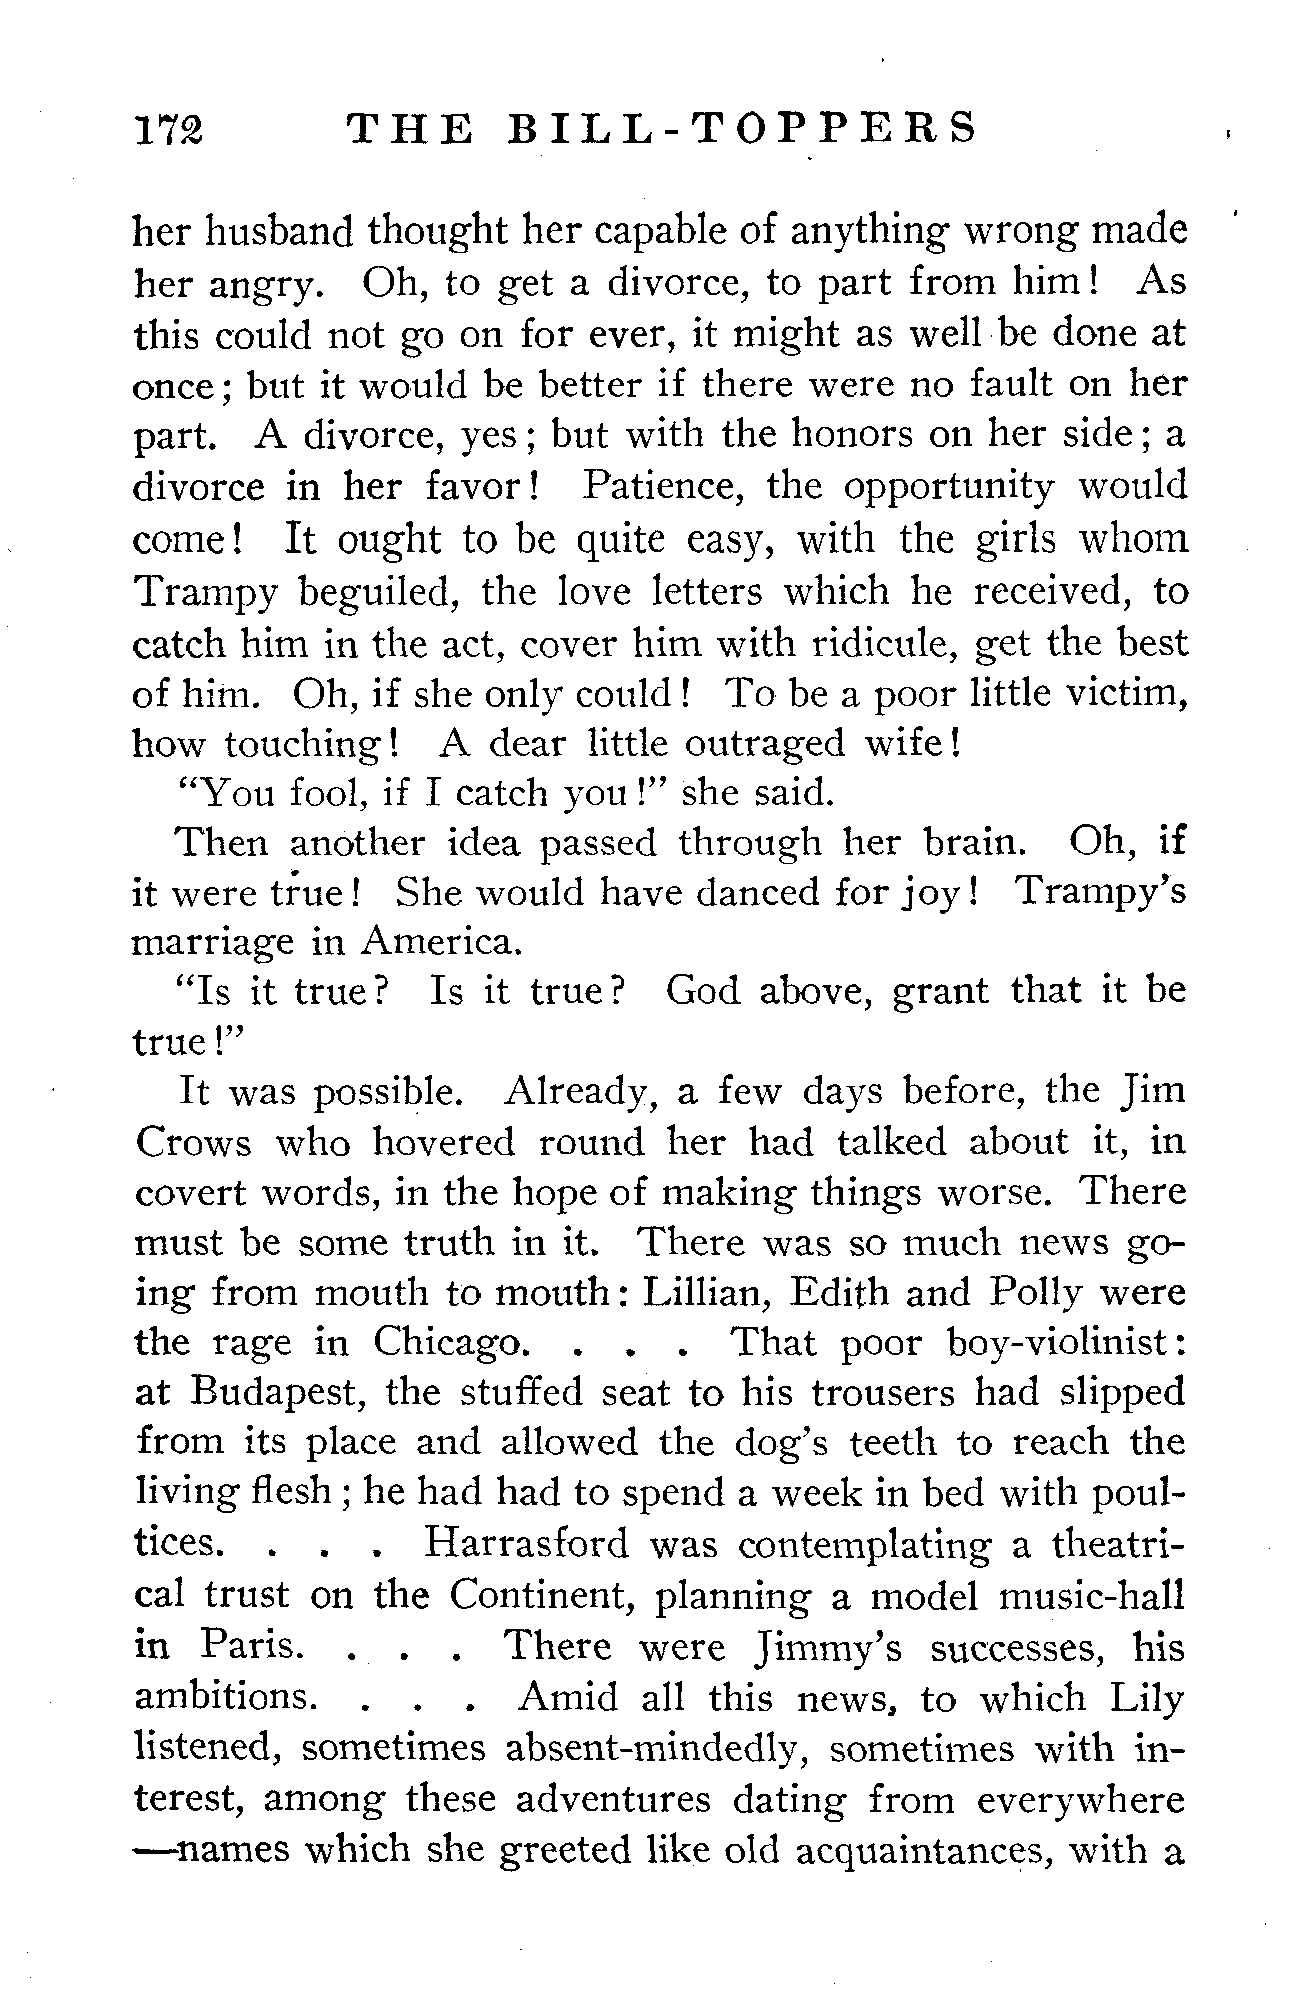 172 THE BILL-TOPPERS
her husband thought her capable of anything wrong made
her angry. Oh, to get a divorce, to part from him! As
this could not go on for ever, it might as well be done at
once; but it would be better if there were no fault on her
part. A divorce, yes; but with the honors on her side; a
divorce in her favor! Patience, the opportunity would
come! It ought to be quite easy, with the girls whom
Trampy beguiled, the love letters which he received, to
catch him in the act, cover him with ridicule, get the best
of him. Oh, if she only could! To be a poor little victim,
how touching! A dear little outraged wife!
"You fool, if I catch you!" she said.
Then another idea passed through her brain. Oh, if
it were true! She would have danced for joy! Trampy's
marriage in America.
"Is it true? Is it true? God above, grant that it be
true!"
It was possible. Already, a few days before, the Jim
Crows who hovered round her had talked about it, in
covert words, in the hope of making things worse. There
must be some truth in it. There was so much news go-
ing from mouth to mouth: Lillian, Edith and Polly were
the rage in Chicago. . . . That poor boy-violinist:
at Budapest, the stuffed seat to his trousers had slipped
from its place and allowed the dog's teeth to reach the
living flesh; he had had to spend a week in bed with poul-
tices. . . . Harrasford was contemplating a theatri-
cal trust on the Continent, planning a model music-hall
in Paris. . . . There were Jimmy's successes, his
ambitions. . . . Amid all this news, to which Lily
listened, sometimes absent-mindedly, sometimes with in-
terest, among these adventures dating from everywhere
—names which she greeted like old acquaintances, with a